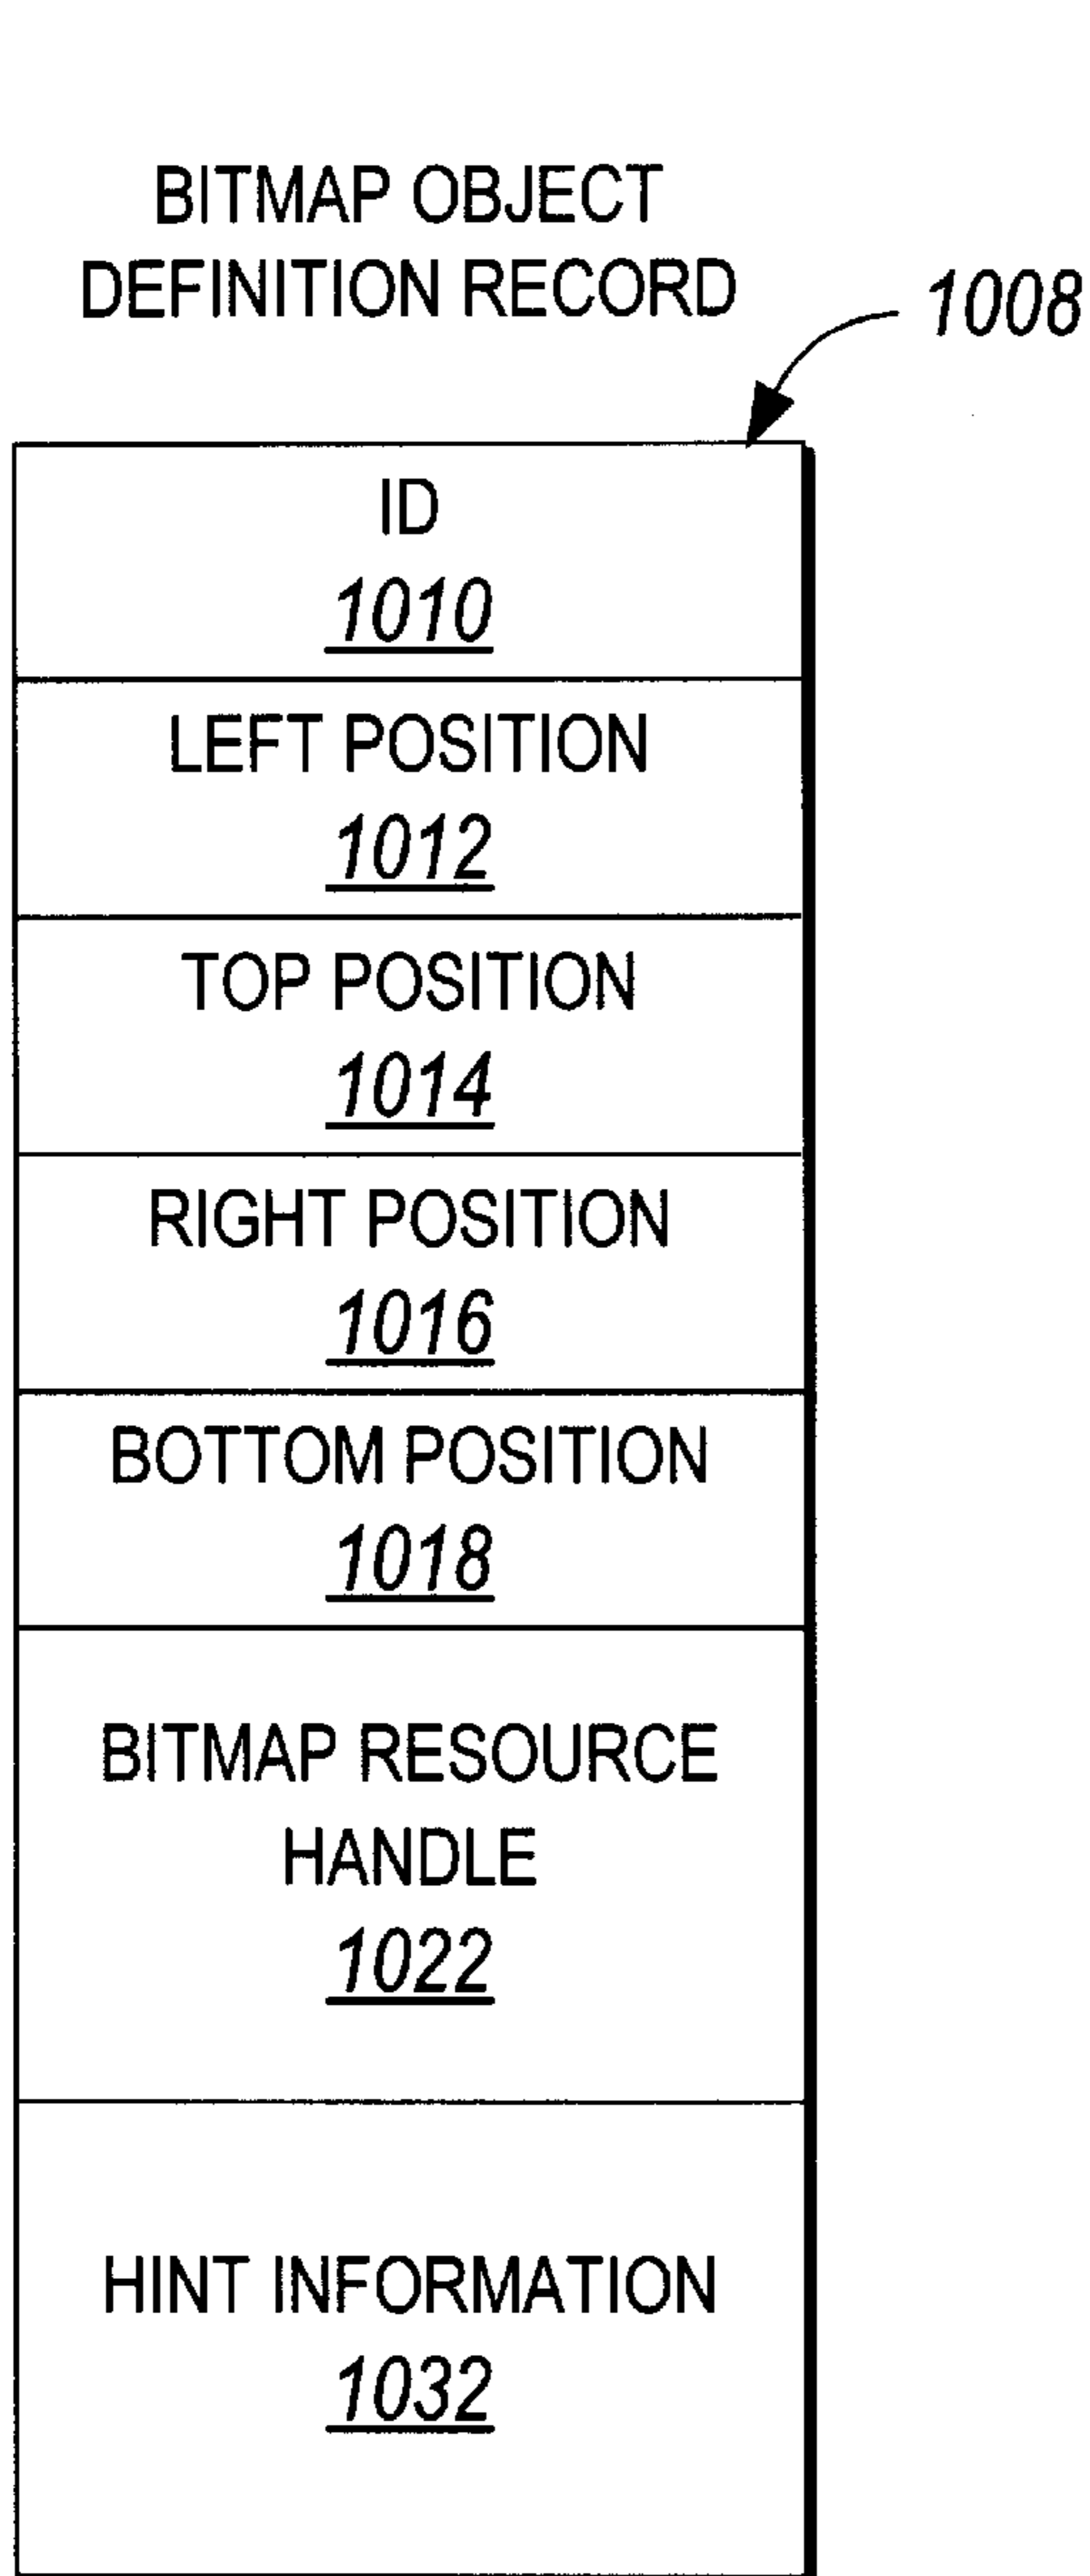 BITMAP OBJECT
DEFINITION RECORD
1008
ID
1010
LEFT POSITION
1012
TOP POSITION
1014
RIGHT POSITION
1016
BOTTOM POSITION
1018
BITMAP RESOURCE
HANDLE
1022
HINT INFORMATION
1032